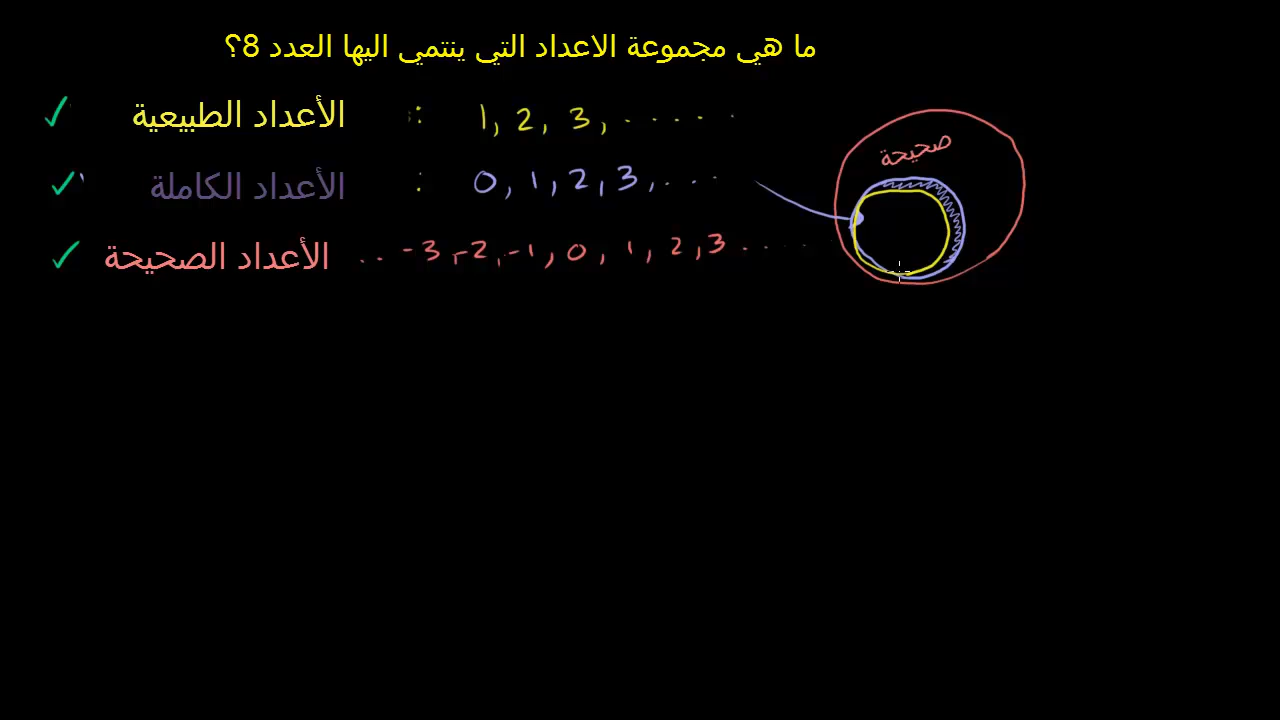 ما هي مجموعة الاعداد التي ينتمي اليها العدد 8؟
الأعداد الطبيعية : 1, 2, 3, .....
الأعداد الكاملة : 0, 1, 2, 3, ...
الأعداد الصحيحة .. -3, -2, -1, 0, 1, 2, 3 .....
صحيحة